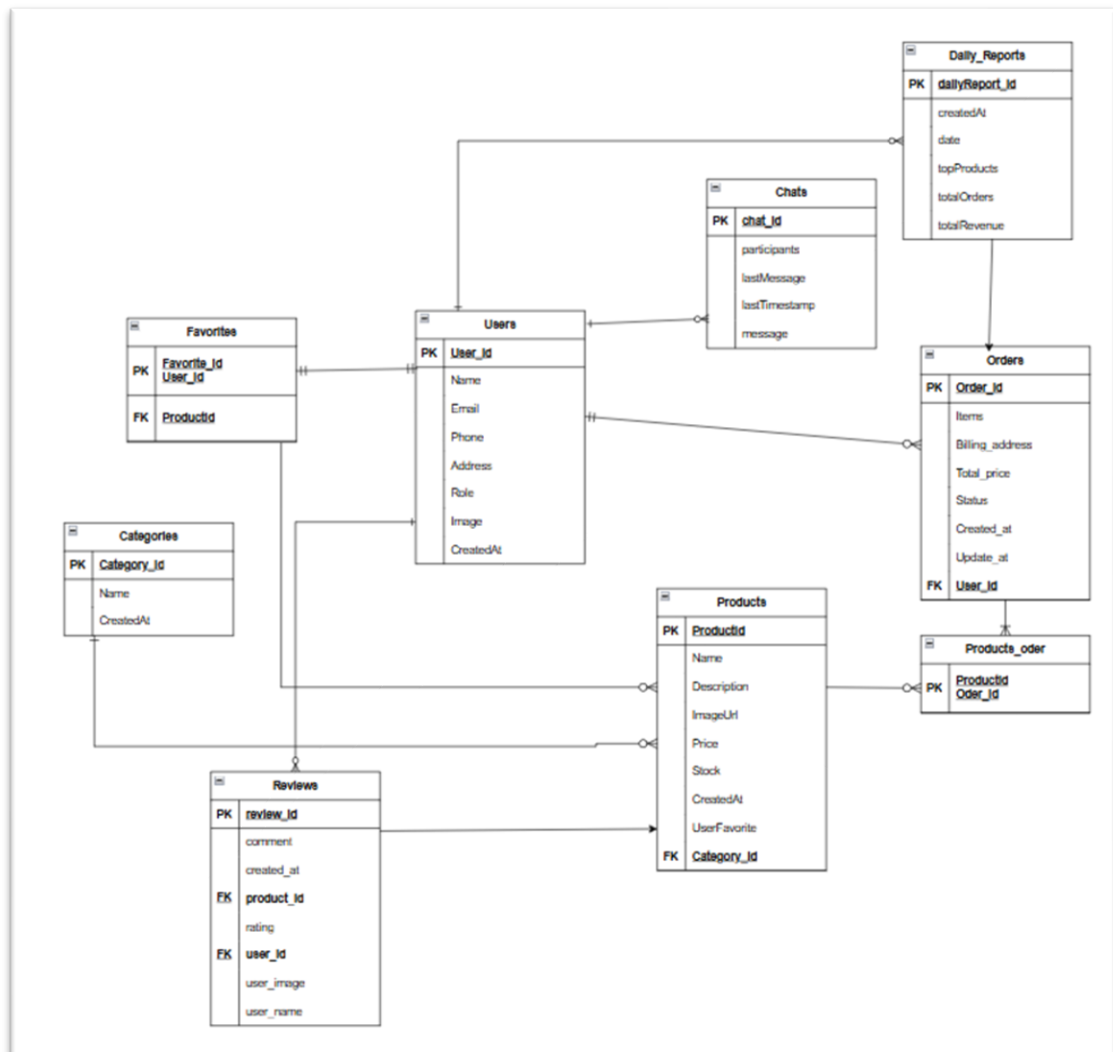 Daily_Reports
PK dailyReport_id
createdAt
date
topProducts
totalOrders
totalRevenue
Chats
PK chat_id
participants
lastMessage
lastTimestamp
message
Users
PK User_id
Name
Email
Phone
Address
Role
Image
CreatedAt
Favorites
PK Favorite_id
User_id
FK ProductId
Orders
PK Order_id
Items
Billing_address
Total_price
Status
Created_at
Update_at
FK User_id
Categories
PK Category_id
Name
CreatedAt
Products
PK ProductId
Name
Description
ImageUrl
Price
Stock
CreatedAt
UserFavorite
FK Category_id
Products_oder
PK ProductId
Oder_id
Reviews
PK review_id
comment
created_at
FK product_id
rating
FK user_id
user_image
user_name